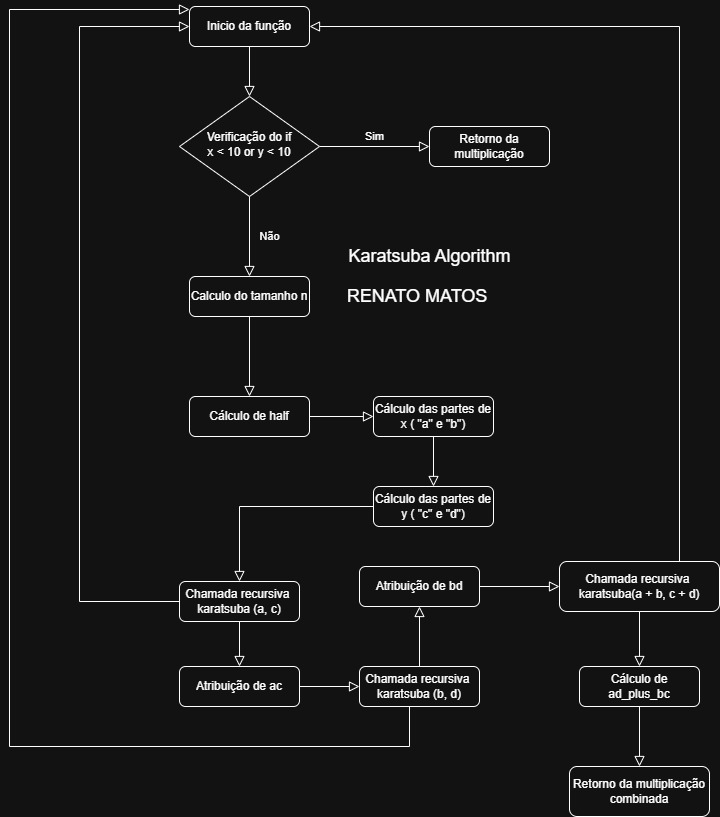 Inicio da função
Verificação do if
x < 10 or y < 10
Sim
Retorno da
multiplicação
Não
Karatsuba Algorithm
Calculo do tamanho n
RENATO MATOS
Cálculo de half
Cálculo das partes de
x ( "a" e "b")
Cálculo das partes de
y ( "c" e "d")
Chamada recursiva
karatsuba (a, c)
Atribuição de bd
Chamada recursiva
karatsuba(a + b, c + d)
Atribuição de ac
Chamada recursiva
karatsuba (b, d)
Cálculo de
ad_plus_bc
Retorno da multiplicação
combinada